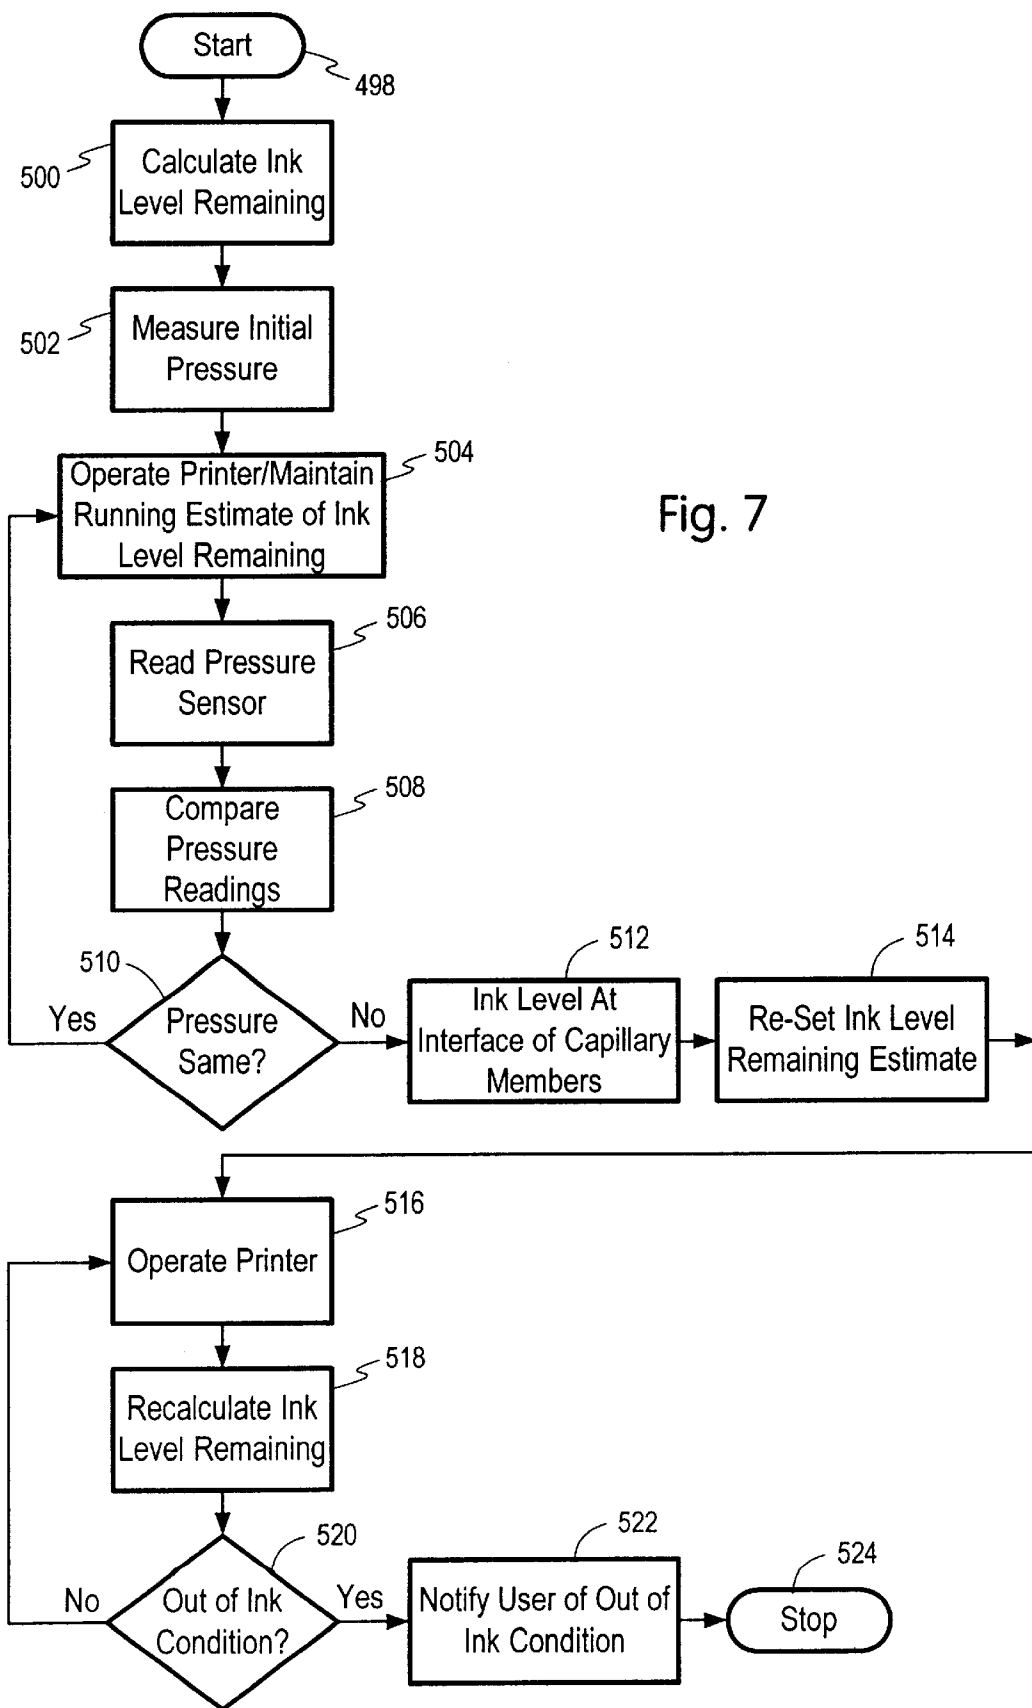 Start
498
500
Calculate Ink
Level Remaining
502
Measure Initial
Pressure
504
Operate Printer/Maintain
Running Estimate of Ink
Level Remaining
Fig. 7
506
Read Pressure
Sensor
508
Compare
Pressure
Readings
510
Pressure
Same?
Yes
No
512
Ink Level At
Interface of Capillary
Members
514
Re-Set Ink Level
Remaining Estimate
516
Operate Printer
518
Recalculate Ink
Level Remaining
520
Out of Ink
Condition?
No
Yes
522
Notify User of Out of
Ink Condition
524
Stop